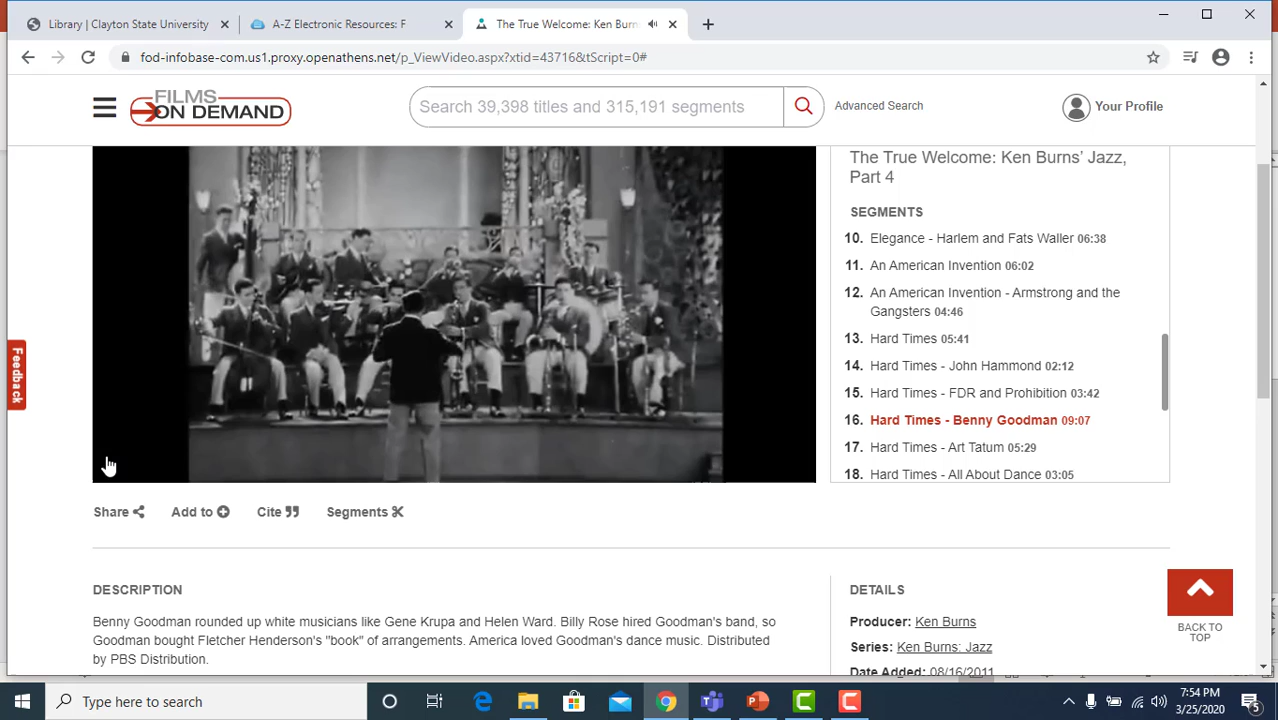 Library | Clayton State University
A-Z Electronic Resources: F
The True Welcome: Ken Burns
fod-infobase-com.us1.proxy.openathens.net/p_ViewVideo.aspx?xtid=43716&tScript=0#
FILMS
ON DEMAND
Search 39,398 titles and 315,191 segments
Advanced Search
Your Profile
The True Welcome: Ken Burns' Jazz,
Part 4
SEGMENTS
10. Elegance - Harlem and Fats Waller 06:38
11. An American Invention 06:02
12. An American Invention - Armstrong and the
Gangsters 04:46
13. Hard Times 05:41
14. Hard Times - John Hammond 02:12
15. Hard Times - FDR and Prohibition 03:42
16. Hard Times - Benny Goodman 09:07
17. Hard Times - Art Tatum 05:29
18. Hard Times - All About Dance 03:05
Feedback
Share
Add to
Cite
Segments
DESCRIPTION
Benny Goodman rounded up white musicians like Gene Krupa and Helen Ward. Billy Rose hired Goodman's band, so
Goodman bought Fletcher Henderson's "book" of arrangements. America loved Goodman's dance music. Distributed
by PBS Distribution.
DETAILS
Producer: Ken Burns
Series: Ken Burns: Jazz
Date Added: 08/16/2011
BACK TO
TOP
Type here to search
7:54 PM
3/25/2020
5